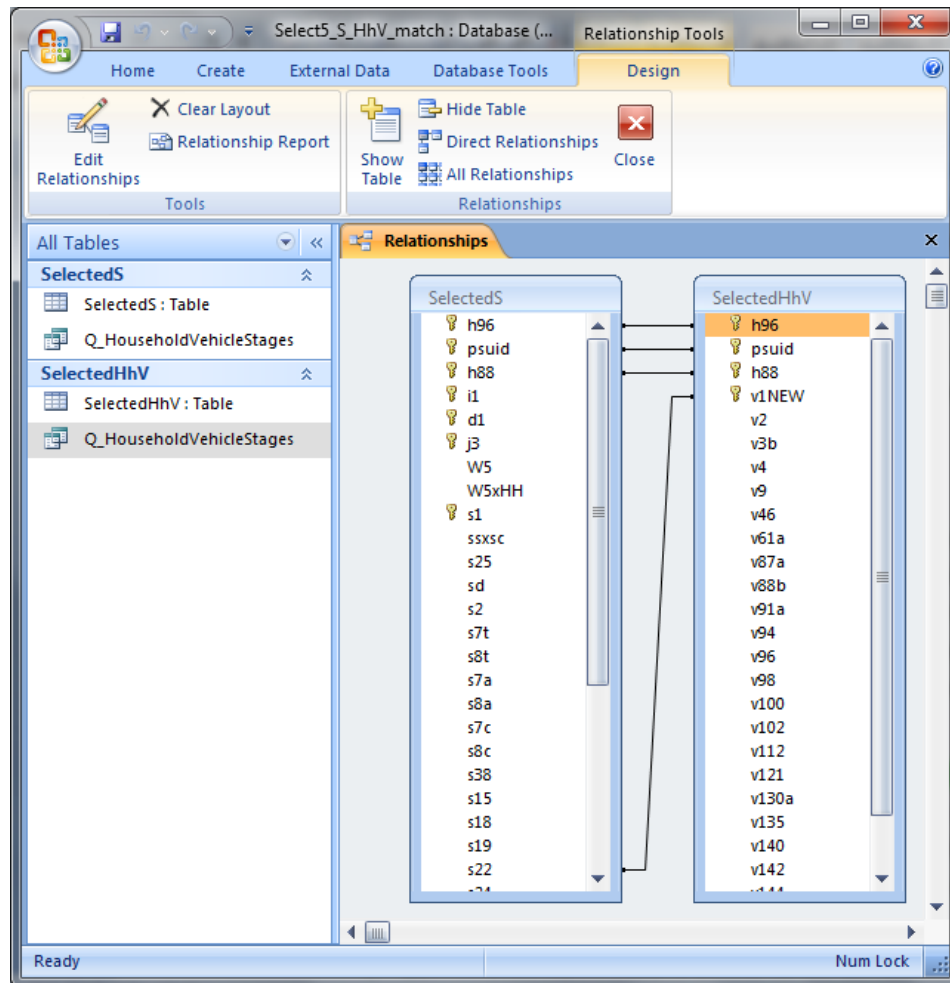 Select5_S_HhV_match : Database (... Relationship Tools
Home Create External Data Database Tools Design
Clear Layout
Relationship Report
Edit
Relationships
Tools
Show
Table
Hide Table
Direct Relationships
All Relationships
Close
Relationships
All Tables
SelectedS
SelectedS : Table
Q_HouseholdVehicleStages
SelectedHhV
SelectedHhV : Table
Q_HouseholdVehicleStages
Relationships
SelectedS
h96
psuid
h88
i1
d1
j3
W5
W5xHH
s1
ssxsc
s25
sd
s2
s7t
s8t
s7a
s8a
s7c
s8c
s38
s15
s18
s19
s22
SelectedHhV
h96
psuid
h88
v1NEW
v2
v3b
v4
v9
v46
v61a
v87a
v88b
v91a
v94
v96
v98
v100
v102
v112
v121
v130a
v135
v140
v142
Ready Num Lock